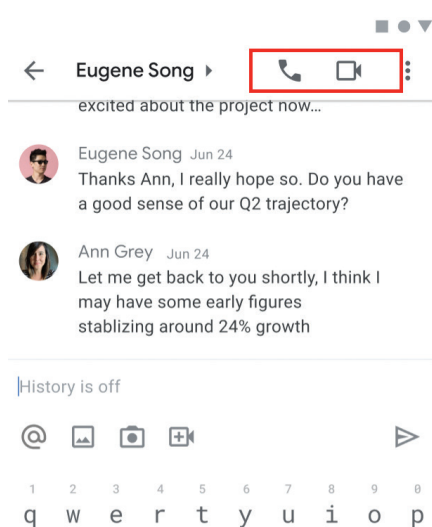 Eugene Song
excited about the project now...
Eugene Song Jun 24
Thanks Ann, I really hope so. Do you have
a good sense of our Q2 trajectory?
Ann Grey Jun 24
Let me get back to you shortly, I think I
may have some early figures
stablizing around 24% growth
History is off
1 2 3 4 5 6 7 8 9 0
q w e r t y u i o p